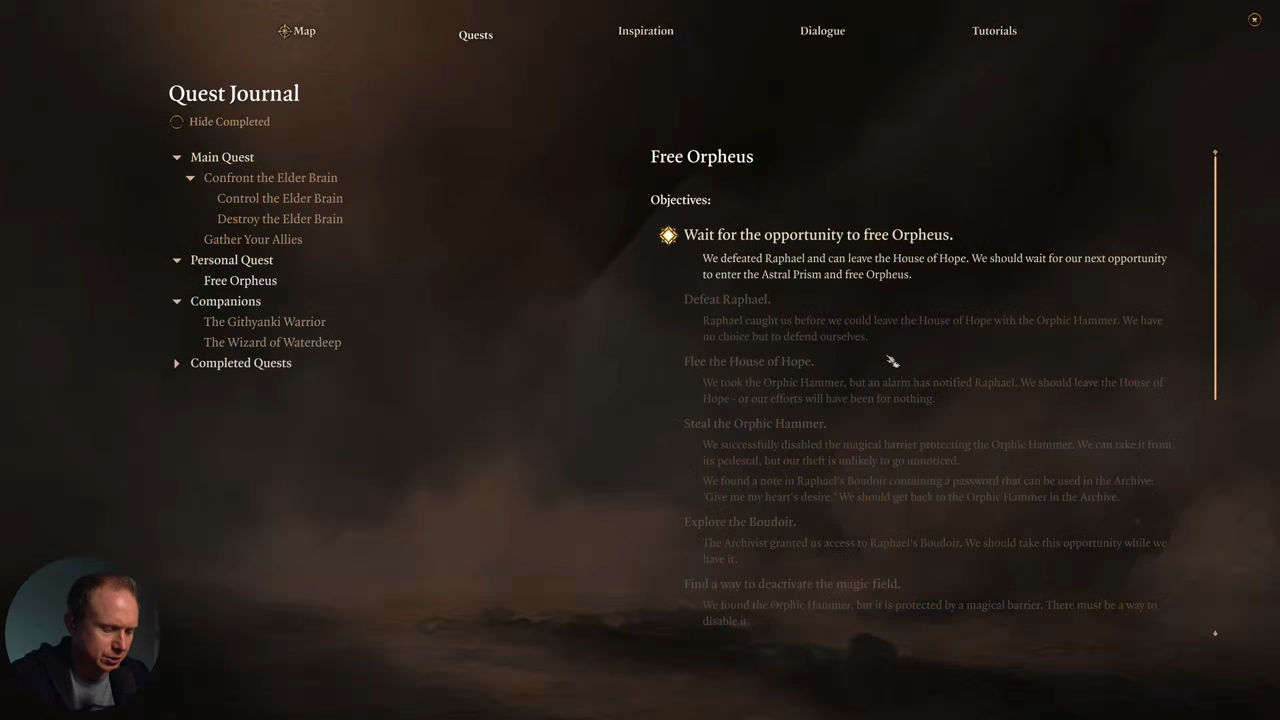 Map
Quests
Inspiration
Dialogue
Tutorials
Quest Journal
Hide Completed
Main Quest
Confront the Elder Brain
Control the Elder Brain
Destroy the Elder Brain
Gather Your Allies
Personal Quest
Free Orpheus
Companions
The Githyanki Warrior
The Wizard of Waterdeep
Completed Quests
Free Orpheus
Objectives:
Wait for the opportunity to free Orpheus.
We defeated Raphael and can leave the House of Hope. We should wait for our next opportunity
to enter the Astral Prism and free Orpheus.
Defeat Raphael.
Raphael caught us before we could leave the House of Hope with the Orphic Hammer. We have
no choice but to defend ourselves.
Flee the House of Hope.
We took the Orphic Hammer, but an alarm has notified Raphael. We should leave the House of
Hope - or our efforts will have been for nothing.
Steal the Orphic Hammer.
We successfully disabled the magical barrier protecting the Orphic Hammer. We can take it from
its pedestal, but our theft is unlikely to go unnoticed.
We found a note in Raphael's Boudoir containing a password that can be used in the Archive:
'Give me my heart's desire.' We should get back to the Orphic Hammer in the Archive.
Explore the Boudoir.
The Archivist granted us access to Raphael's Boudoir. We should take this opportunity while we
have it.
Find a way to deactivate the magic field.
We found the Orphic Hammer, but it is protected by a magical barrier. There must be a way to
disable it.